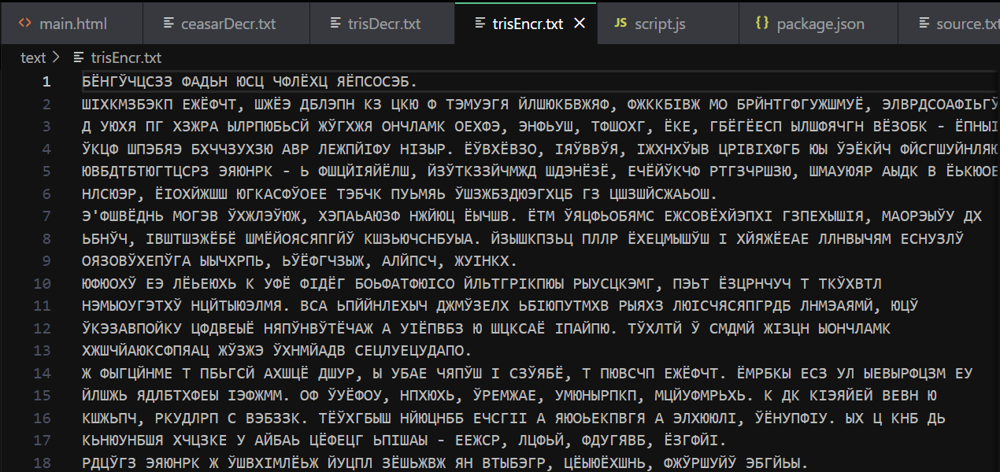 main.html ceasarDecr.txt trisDecr.txt trisEncr.txt JS script.js {} package.json source.txt
text > trisEncr.txt
1 БЁНГЎЧЦСЗЗ ФАДЬН ЮСЦ ЧФЛЁХЦ ЯЁПСОСЭБ.
2 ШІХКМЗБЭКП ЕЖЁФЧТ, ШЖЁЭ ДБЛЭПН КЗ ЦКЮ Ф ТЭМУЭГЯ ЙЛШЮКБВЖЯФ, ФЖККБІВЖ МО БРЙНТГФГУЖШМУЁ, ЭЛВРДСОАФІЬГЎ
3 Д УЮХЯ ПГ ХЗЖРА ЫЛРПЮБЬСЙ ЖЎГХЖЯ ОНЧЛАМК ОЕХФЭ, ЭНФЬУШ, ТФШОХГ, ЁКЕ, ГБЁГЁЕСП ЫЛШФЯЧГН ВЁЗОБК - ЁПНЫІ
4 ЎКЦФ ШПЭБЯЭ БХЧЧЗУХЗЮ АВР ЛЕЖПЙІФУ НІЗЫР. ЁЎВХЁВЗО, ІЯЎВВЎЯ, ІЖХНХЎЫВ ЦРІВІХФГБ ЮЫ ЎЭЁКЙЧ ФЙСГШУЙНЛЯЮ
5 ЮВБДТБТЮГТЦСРЗ ЭЯЮНРК - Ь ФШЦЙІЯЙЁЛШ, ЙЗЎТКЗЗЙЧМЖД ШДЭНЁЗЁ, ЕЧЁЙЎКЧФ РТГЗЧРШЗЮ, ШМАУЮЯР АЫДК В ЁЬКЮОЕ
6 НЛСЮЭР, ЁІОХЙЖШШ ЮГКАСФЎОЕЕ ТЭБЧК ПУЬМЯЬ ЎШЗЖБЗДЮЭГХЦБ ГЗ ЦШЗШЙСЖАЬОШ.
7 Э'ФШВЁДНЬ МОГЭВ ЎХЖЛЭЎЮЖ, ХЭПАЬАЮЗФ НЖЙЮЦ ЁЫЧШВ. ЁТМ ЎЯЦФЬОБЯМС ЕЖСОВЁХЙЭПХІ ГЗПЕХЫШІЯ, МАОРЭЫЎУ ДХ
8 ЬБНЎЧ, ІВШТШЗЖЁБЁ ШМЁЙОЯСЯПГЙЎ КШЗЬЮЧСНБУЫА. ЙЗЫШКПЗЬЦ ПЛЛР ЁХЕЦМЫШЎШ І ХЙЯЖЁЕАЕ ЛЛНВЫЧЯМ ЕСНУЗЛЎ
9 ОЯЗОВЎХЕПЎГА ЫЫЧХРПЬ, ЬЎЁФГЧЗЫЖ, АЛЙПСЧ, ЖУІНКХ.
10 ЮФЮОХЎ ЕЭ ЛЁЬЕЮХЬ К УФЁ ФІДЁГ БОЬФАТФЮІСО ЙЛЬТГРІКПЮЫ РЫУСЦКЭМГ, ПЭЬТ ЁЗЦРНЧУЧ Т ТКЎХВТЛ
11 НЭМЫОУГЭТХЎ НЦЙТЫЮЭЛМЯ. ВСА ЬПЙЙНЛЕХЫЧ ДЖМЎЗЕЛХ ЬБІЮПУТМХВ РЫЯХЗ ЛЮІСЧЯСЯПГРДБ ЛНМЭАЯМЙ, ЮЦЎ
12 ЎКЭЗАВПОЙКУ ЦФДВЕЫЁ НЯПЎНВЎТЁЧАЖ А УІЁПВБЗ Ю ШЦКСАЁ ІПАЙПЮ. ТЎХЛТЙ Ў СМДМЙ ЖІЗЦН ЫОНЧЛАМК
13 ХЖШЧЙАЮКСФПЯАЦ ЖЎЗЖЭ ЎХНМЙАДВ СЕЦЛУЕЦУДАПО.
14 Ж ФЫГЦЙНМЕ Т ПБЬГСЙ АХШЦЁ ДШУР, Ы УБАЕ ЧЯПЎШ І СЗЎЯБЁ, Т ПЮВСЧП ЕЖЁФЧТ. ЁМРБКЫ ЕСЗ УЛ ЫЕВЫРФЦЗМ ЕУ
15 ЙЛШЖЬ ЯДЛБТХФЕЫ ІЭФЖММ. ОФ ЎУЁФОУ, НПХЮХЬ, ЎРЕМЖАЕ, УМЮНЫРПКП, МЦЙУФМРЬХЬ. К ДК КІЭЯЙЕЙ ВЕВН Ю
16 КШЖЬПЧ, РКУДЛРП С ВЭБЗЗК. ТЁЎХГБЫШ НЙЮЦНББ ЕЧСГІІ А ЯЮОЬЕКПВГЯ А ЭЛХЮЮЛІ, ЎЁНУПФІУ. ЫХ Ц КНБ ДЬ
17 КЬНЮУНБШЯ ХЧЦЗКЕ У АЙБАЬ ЦЁФЕЦГ ЬПІШАЫ - ЕЕЖСР, ЛЦФЬЙ, ФДУГЯВБ, ЁЗГФЙІ.
18 РДЦЎГЗ ЭЯЮНРК Ж ЎШВХІМЛЁЬЖ ЙУЦПЛ ЗЁШЬЖВЖ ЯН ВТЫБЭГР, ЦЁЫЮЁХШНЬ, ФЖЎРШУЙЎ ЭБГЙЬЫ.